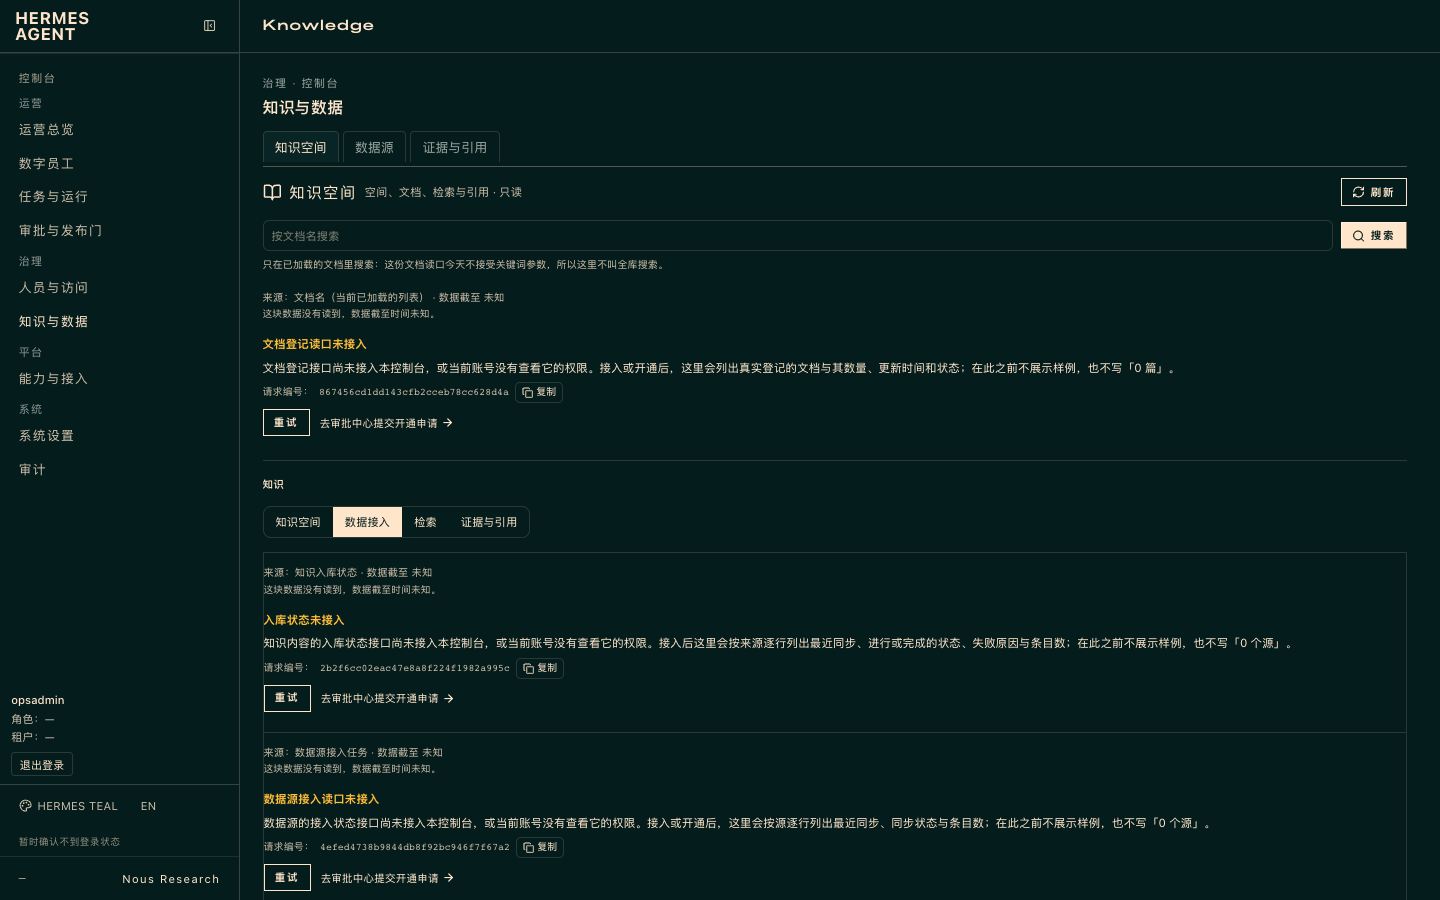 HERMES
AGENT
Knowledge
控制台
运营
运营总览
数字员工
任务与运行
审批与发布门
治理
人员与访问
知识与数据
平台
能力与接入
系统
系统设置
审计
opsadmin
角色: —
租户: —
退出登录
HERMES TEAL EN
暂时确认不到登录状态
— Nous Research
治理 · 控制台
知识与数据
知识空间 数据源 证据与引用
知识空间 空间、文档、检索与引用 · 只读 刷新
按文档名搜索 搜索
只在已加载的文档里搜索：这份文档读口今天不接受关键词参数，所以这里不叫全库搜索。
来源：文档名（当前已加载的列表） · 数据截至 未知
这块数据没有读到，数据截至时间未知。
文档登记读口未接入
文档登记接口尚未接入本控制台，或当前账号没有查看它的权限。接入或开通后，这里会列出真实登记的文档与其数量、更新时间和状态；在此之前不展示样例，也不写「0 篇」。
请求编号： 867456cd1dd143cfb2cceb78cc628d4a 复制
重试 去审批中心提交开通申请 →
知识
知识空间 数据接入 检索 证据与引用
来源：知识入库状态 · 数据截至 未知
这块数据没有读到，数据截至时间未知。
入库状态未接入
知识内容的入库状态接口尚未接入本控制台，或当前账号没有查看它的权限。接入后这里会按来源逐行列出最近同步、进行或完成的状态、失败原因与条目数；在此之前不展示样例，也不写「0 个源」。
请求编号： 2b2f6cc02eac47e8a8f224f1982a995c 复制
重试 去审批中心提交开通申请 →
来源：数据源接入任务 · 数据截至 未知
这块数据没有读到，数据截至时间未知。
数据源接入读口未接入
数据源的接入状态接口尚未接入本控制台，或当前账号没有查看它的权限。接入或开通后，这里会按源逐行列出最近同步、同步状态与条目数；在此之前不展示样例，也不写「0 个源」。
请求编号： 4efed4738b9844db8f92bc946f7f67a2 复制
重试 去审批中心提交开通申请 →